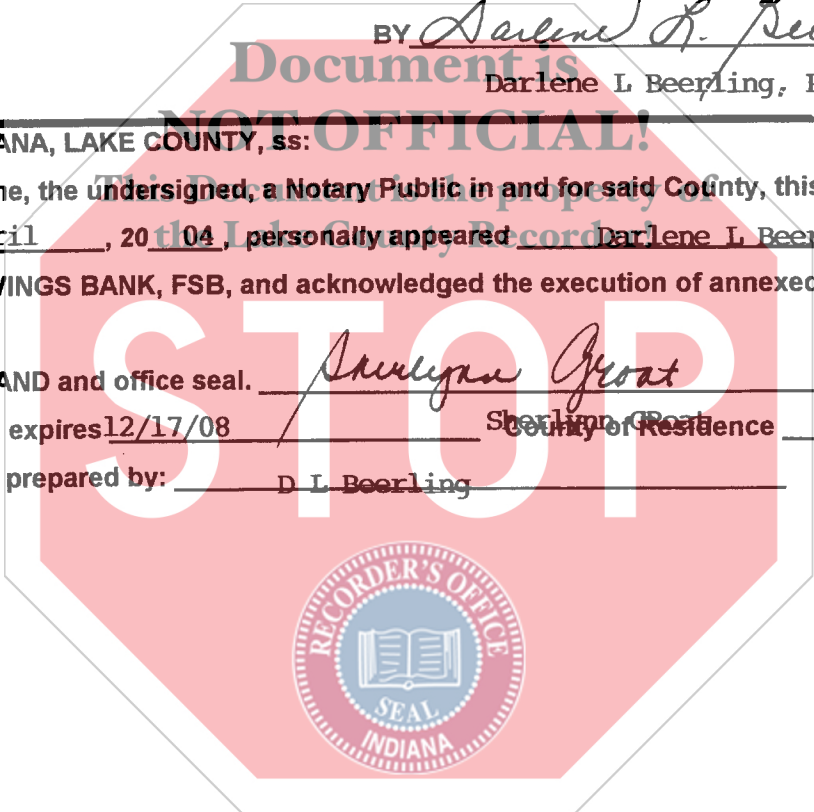 BY Darlene L. Bee
Darlene L Beerling,
Document is
NOT OFFICIAL!
ANA, LAKE COUNTY, ss:
This Document is the property of
ne, the undersigned, a Notary Public in and for said County, this
the Lake County Recorder!
ril , 20 04 , personally appeared Darlene L Beer
VINGS BANK, FSB, and acknowledged the execution of annexed
STOP
AND and office seal. Sherlynn Groat
expires 12/17/08 Sherlynn GRoat County of Residence
prepared by: D L Beerling
RECORDER'S OFFICE
SEAL
INDIANA